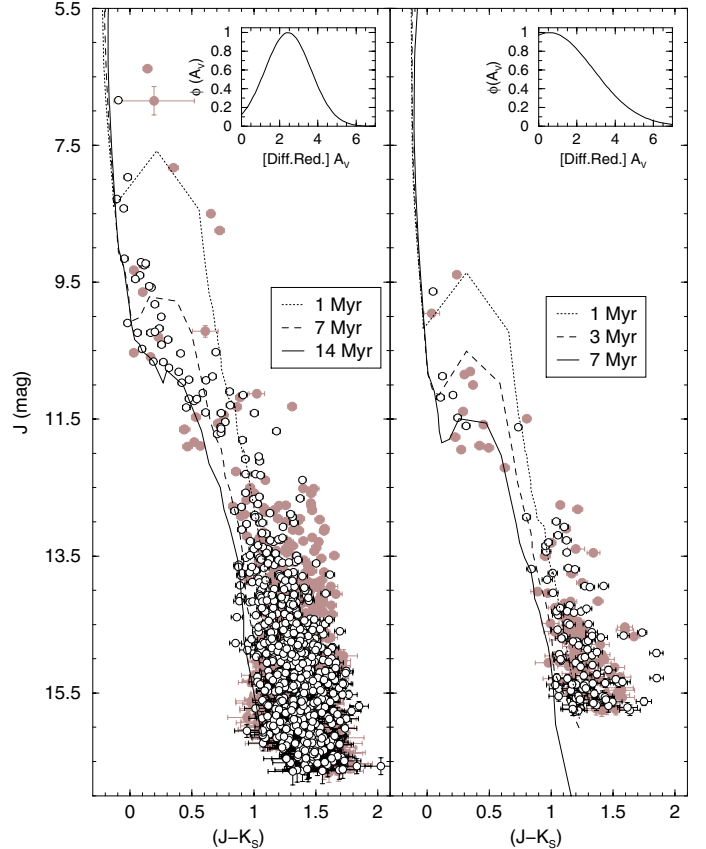 5.5
7.5
9.5
11.5
13.5
15.5
J (mag)
0
0.5
1
1.5
2
(J−K_S)
1
0.8
0.6
0.4
0.2
0
ϕ (A_V)
0 2 4 6
[Diff.Red.] A_V
1 Myr
7 Myr
14 Myr
1
0.8
0.6
0.4
0.2
0
ϕ(A_V)
0 2 4 6
[Diff.Red.] A_V
1 Myr
3 Myr
7 Myr
0
0.5
1
1.5
2
(J−K_S)